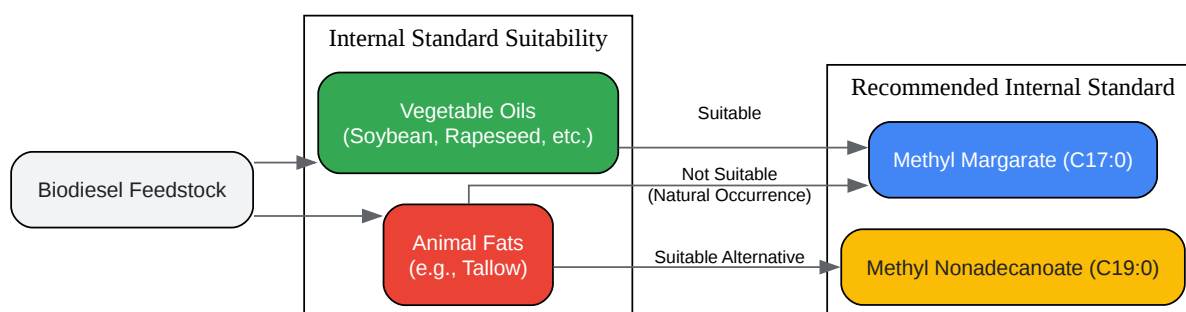 Internal Standard Suitability
Recommended Internal Standard
Vegetable Oils
(Soybean, Rapeseed, etc.)
Suitable
Methyl Margarate (C17:0)
Biodiesel Feedstock
Not Suitable
(Natural Occurrence)
Animal Fats
(e.g., Tallow)
Suitable Alternative
Methyl Nonadecanoate (C19:0)